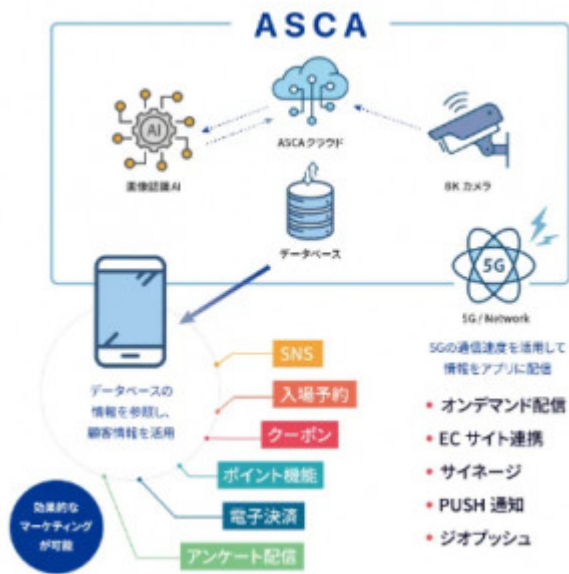 ASCA
AI
ASCAクラウド
画像認識AI
8Kカメラ
データベース
5G
5G / Network
5Gの通信速度を活用して
情報をアプリに配信
データベースの
情報を参照し、
顧客情報を活用
SNS
入場予約
クーポン
ポイント機能
電子決済
アンケート配信
効果的な
マーケティング
が可能
• オンデマンド配信
• EC サイト連携
• サイネージ
• PUSH 通知
• ジオプッシュ